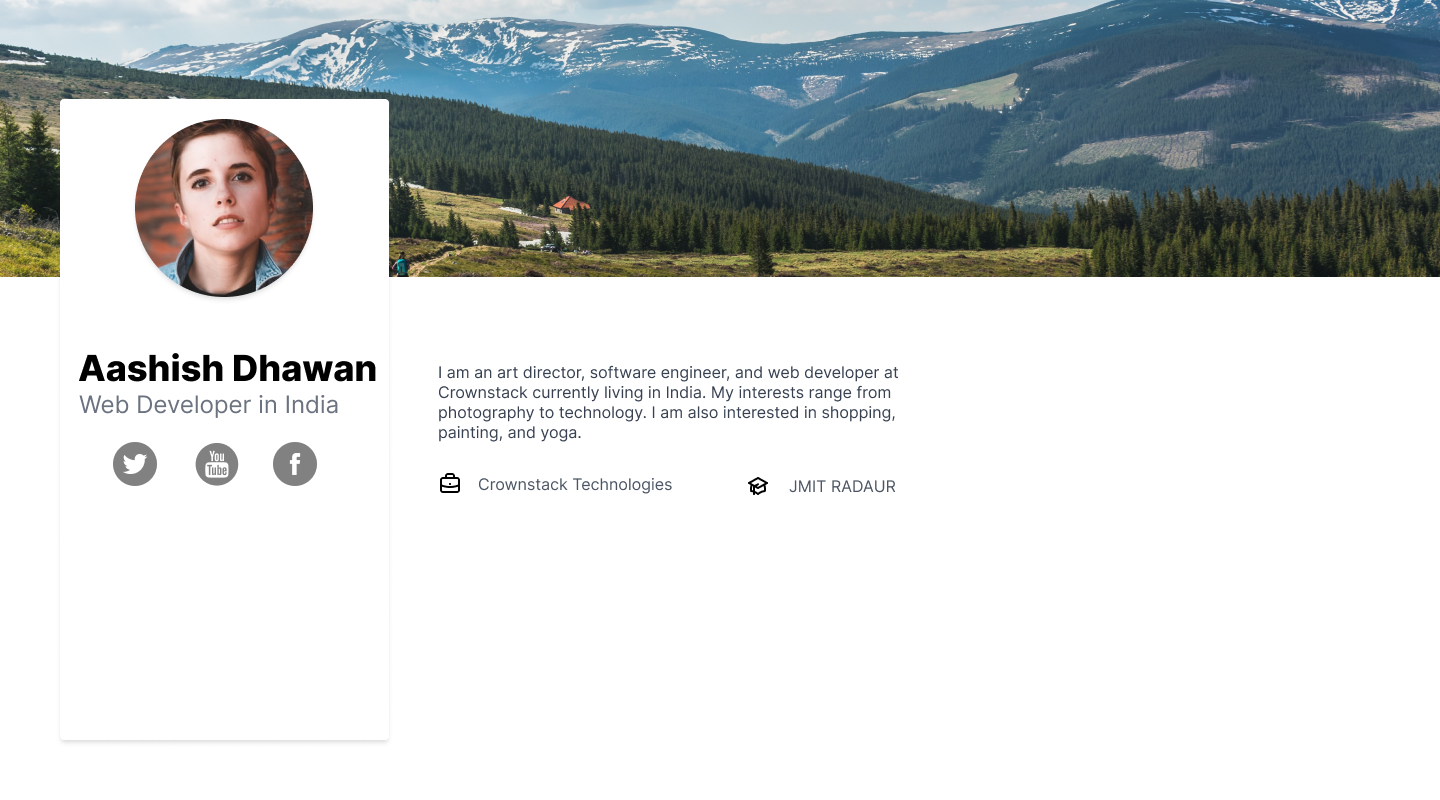 Aashish Dhawan
Web Developer in India
You
Tube
f
I am an art director, software engineer, and web developer at
Crownstack currently living in India. My interests range from
photography to technology. I am also interested in shopping,
painting, and yoga.
Crownstack Technologies
JMIT RADAUR